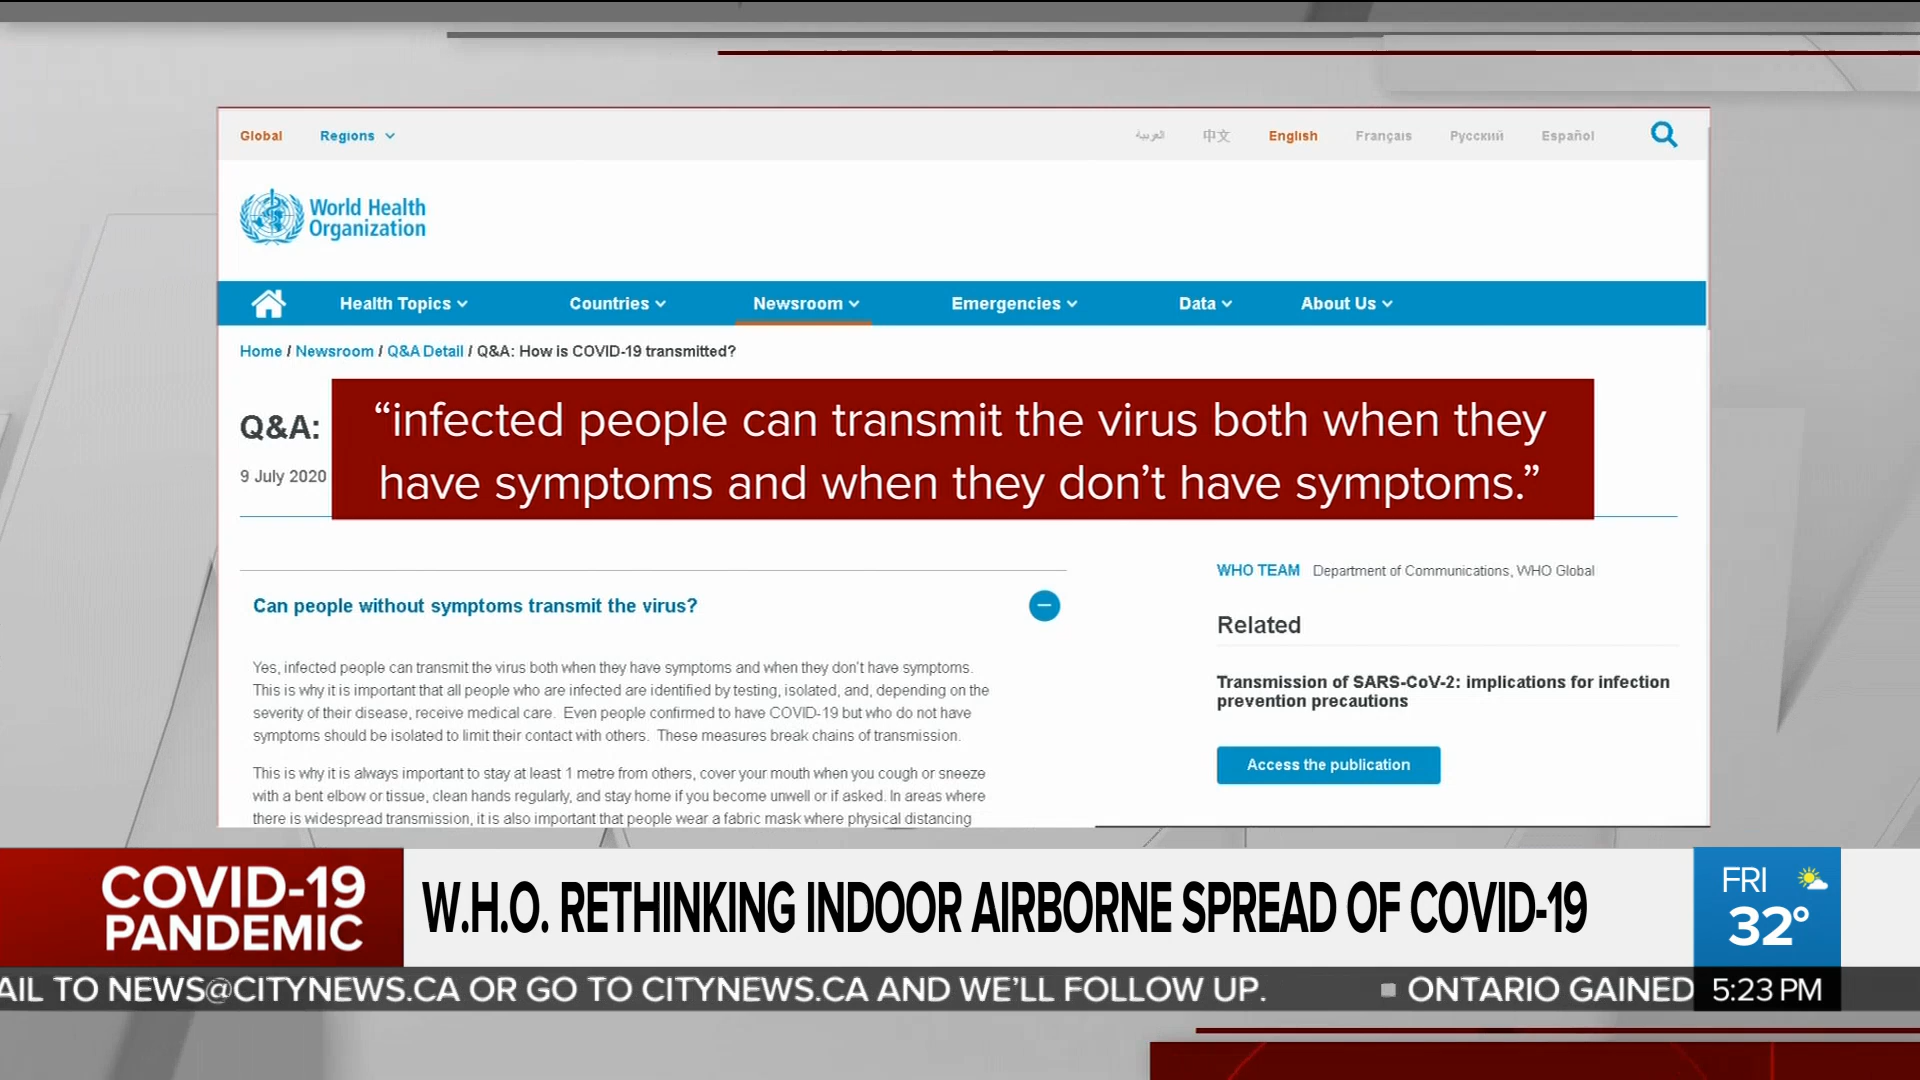 Global Regions العربية 中文 English Français Русский Español
World Health
Organization
Health Topics Countries Newsroom Emergencies Data About Us
Home / Newsroom / Q&A Detail / Q&A: How is COVID-19 transmitted?
Q&A:
9 July 2020
“infected people can transmit the virus both when they
have symptoms and when they don’t have symptoms.”
WHO TEAM Department of Communications, WHO Global
Can people without symptoms transmit the virus?
Yes, infected people can transmit the virus both when they have symptoms and when they don’t have symptoms.
This is why it is important that all people who are infected are identified by testing, isolated, and, depending on the
severity of their disease, receive medical care. Even people confirmed to have COVID-19 but who do not have
symptoms should be isolated to limit their contact with others. These measures break chains of transmission.
This is why it is always important to stay at least 1 metre from others, cover your mouth when you cough or sneeze
with a bent elbow or tissue, clean hands regularly, and stay home if you become unwell or if asked. In areas where
there is widespread transmission, it is also important that people wear a fabric mask where physical distancing
Related
Transmission of SARS-CoV-2: implications for infection
prevention precautions
Access the publication
COVID-19
PANDEMIC
W.H.O. RETHINKING INDOOR AIRBORNE SPREAD OF COVID-19
FRI
32°
AIL TO NEWS@CITYNEWS.CA OR GO TO CITYNEWS.CA AND WE’LL FOLLOW UP. ONTARIO GAINED
5:23 PM